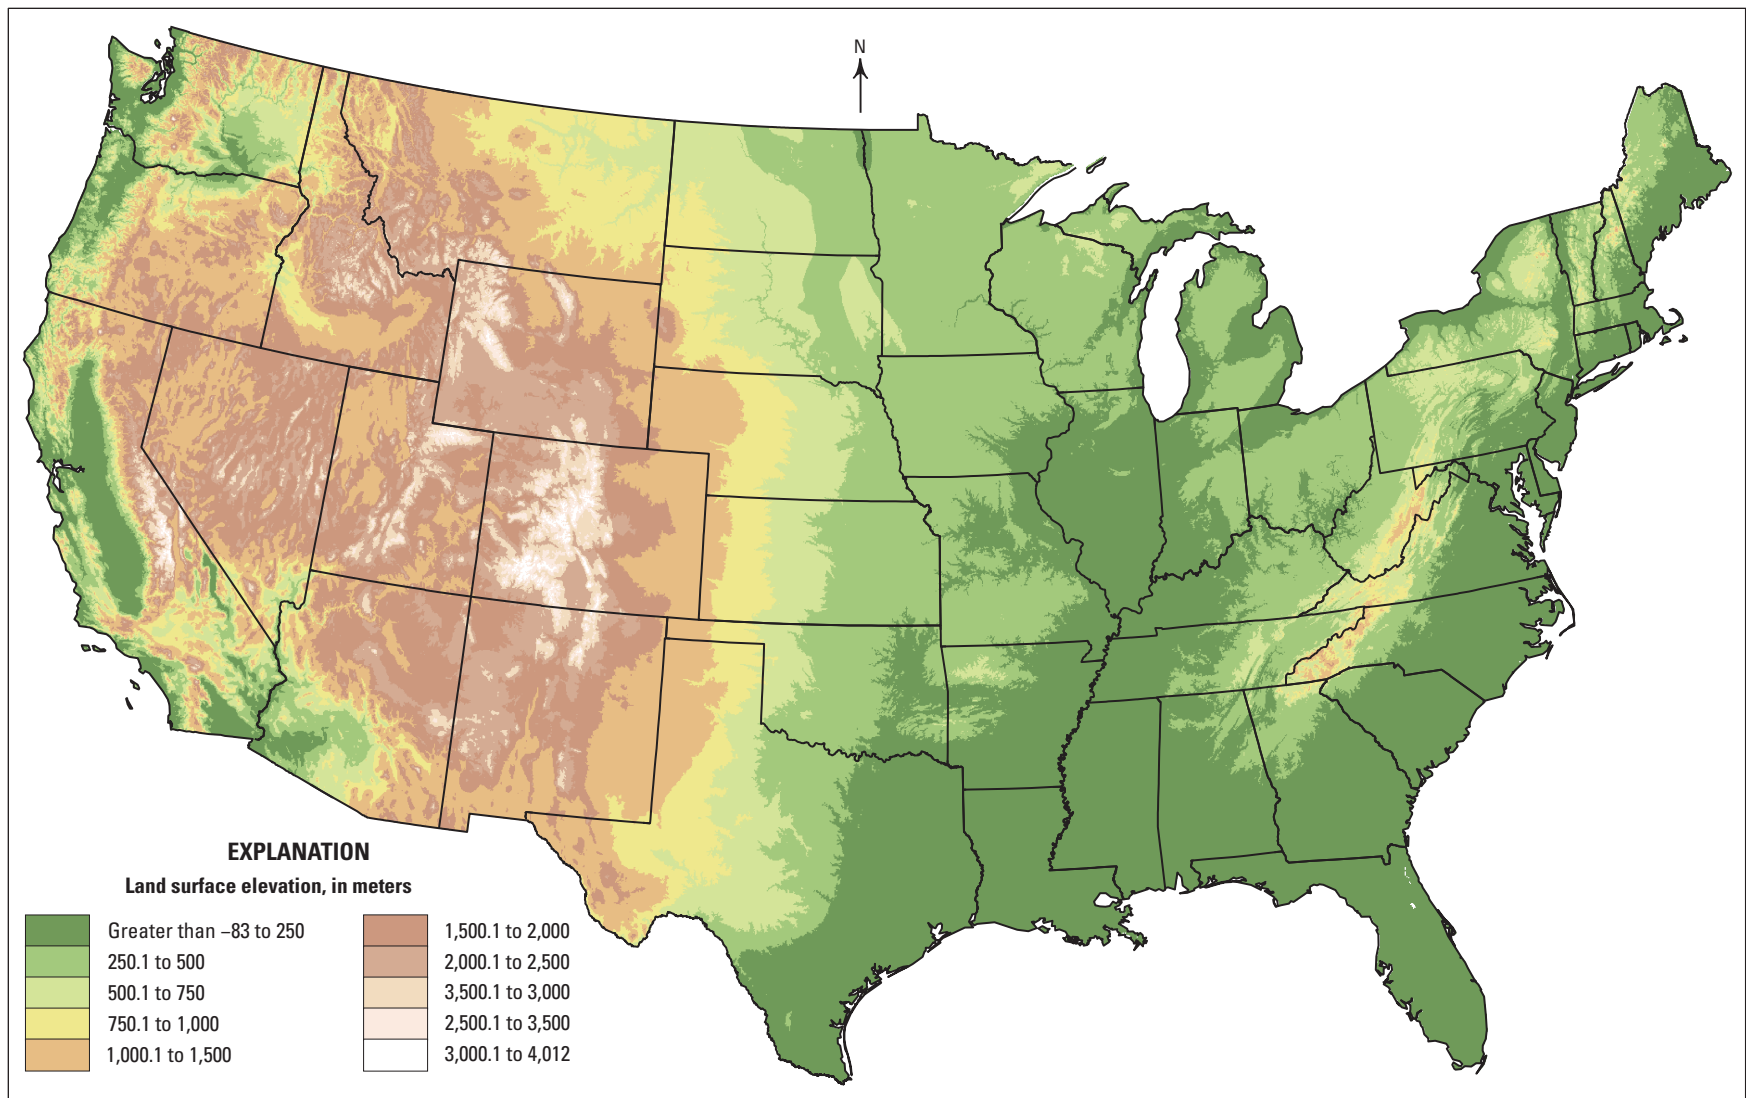 N
EXPLANATION
Land surface elevation, in meters
Greater than −83 to 250
250.1 to 500
500.1 to 750
750.1 to 1,000
1,000.1 to 1,500
1,500.1 to 2,000
2,000.1 to 2,500
3,500.1 to 3,000
2,500.1 to 3,500
3,000.1 to 4,012